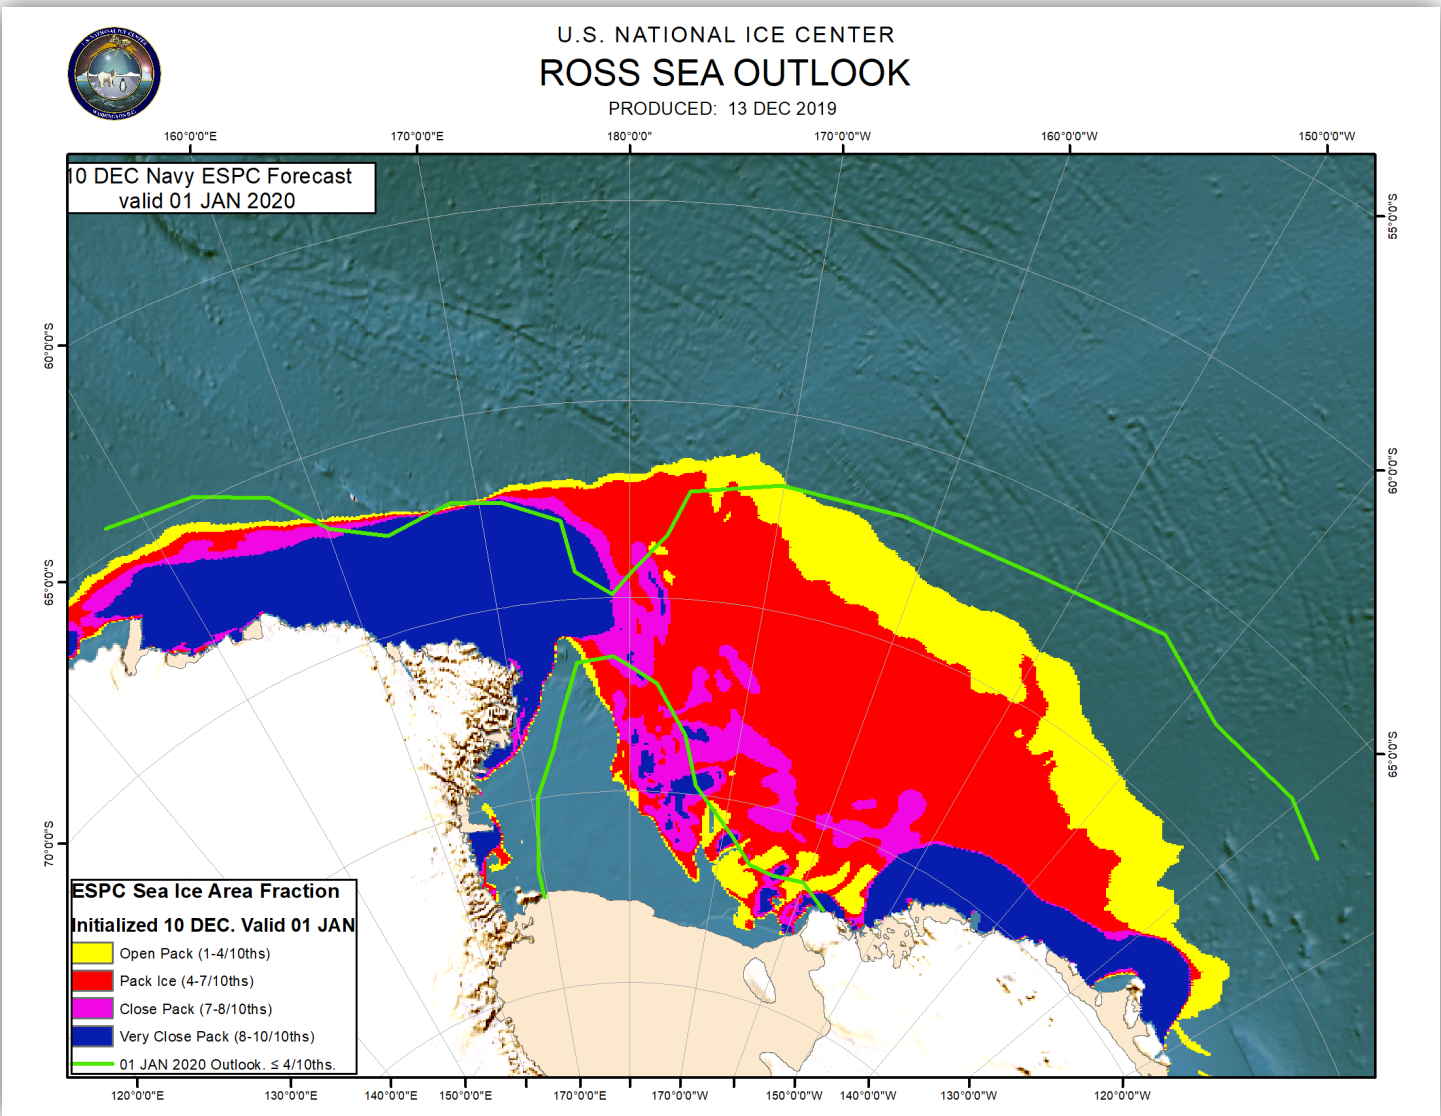 U.S. NATIONAL ICE CENTER
ROSS SEA OUTLOOK
PRODUCED: 13 DEC 2019
160°0'0"E 170°0'0"E 180°0'0" 170°0'0"W 160°0'0"W 150°0'0"W
10 DEC Navy ESPC Forecast
valid 01 JAN 2020
55°0'0"S
60°0'0"S
60°0'0"S
65°0'0"S
65°0'0"S
70°0'0"S
ESPC Sea Ice Area Fraction
Initialized 10 DEC. Valid 01 JAN
Open Pack (1-4/10ths)
Pack Ice (4-7/10ths)
Close Pack (7-8/10ths)
Very Close Pack (8-10/10ths)
01 JAN 2020 Outlook. ≤ 4/10ths.
120°0'0"E 130°0'0"E 140°0'0"E 150°0'0"E 170°0'0"E 170°0'0"W 150°0'0"W 140°0'0"W 130°0'0"W 120°0'0"W